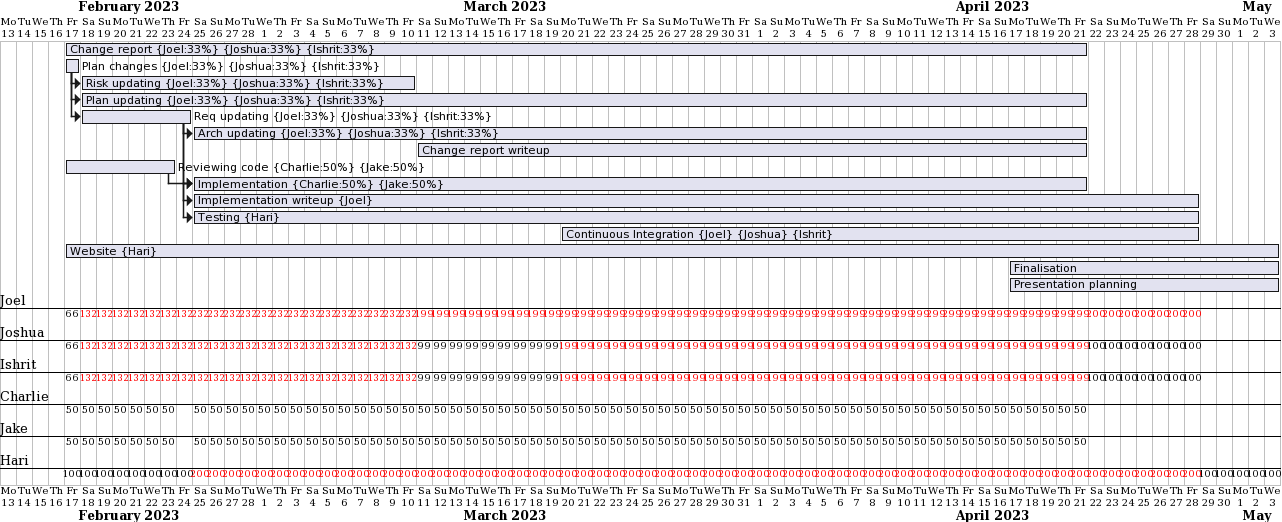 February 2023 March 2023 April 2023 May
Mo Tu We Th Fr Sa Su Mo Tu We Th Fr Sa Su Mo Tu We Th Fr Sa Su Mo Tu We Th Fr Sa Su Mo Tu We Th Fr Sa Su Mo Tu We Th Fr Sa Su Mo Tu We Th Fr Sa Su Mo Tu We Th Fr Sa Su Mo Tu We Th Fr Sa Su Mo Tu We Th Fr Sa Su Mo Tu We Th Fr Sa Su Mo Tu We
13 14 15 16 17 18 19 20 21 22 23 24 25 26 27 28 1 2 3 4 5 6 7 8 9 10 11 12 13 14 15 16 17 18 19 20 21 22 23 24 25 26 27 28 29 30 31 1 2 3 4 5 6 7 8 9 10 11 12 13 14 15 16 17 18 19 20 21 22 23 24 25 26 27 28 29 30 1 2 3
Change report {Joel:33%} {Joshua:33%} {Ishrit:33%}
Plan changes {Joel:33%} {Joshua:33%} {Ishrit:33%}
Risk updating {Joel:33%} {Joshua:33%} {Ishrit:33%}
Plan updating {Joel:33%} {Joshua:33%} {Ishrit:33%}
Req updating {Joel:33%} {Joshua:33%} {Ishrit:33%}
Arch updating {Joel:33%} {Joshua:33%} {Ishrit:33%}
Change report writeup
Reviewing code {Charlie:50%} {Jake:50%}
Implementation {Charlie:50%} {Jake:50%}
Implementation writeup {Joel}
Testing {Hari}
Continuous Integration {Joel} {Joshua} {Ishrit}
Website {Hari}
Finalisation
Presentation planning
Joel
66 132 132 132 132 132 132 132 232 232 232 232 232 232 232 232 232 232 232 232 232 232 199 199 199 199 199 199 199 199 199 299 299 299 299 299 299 299 299 299 299 299 299 299 299 299 299 299 299 299 299 299 299 299 299 299 299 299 299 299 299 299 299 299 200 200 200 200 200 200 200
Joshua
66 132 132 132 132 132 132 132 132 132 132 132 132 132 132 132 132 132 132 132 132 132 99 99 99 99 99 99 99 99 99 199 199 199 199 199 199 199 199 199 199 199 199 199 199 199 199 199 199 199 199 199 199 199 199 199 199 199 199 199 199 199 199 199 100 100 100 100 100 100 100
Ishrit
66 132 132 132 132 132 132 132 132 132 132 132 132 132 132 132 132 132 132 132 132 132 99 99 99 99 99 99 99 99 99 199 199 199 199 199 199 199 199 199 199 199 199 199 199 199 199 199 199 199 199 199 199 199 199 199 199 199 199 199 199 199 199 199 100 100 100 100 100 100 100
Charlie
50 50 50 50 50 50 50 50 50 50 50 50 50 50 50 50 50 50 50 50 50 50 50 50 50 50 50 50 50 50 50 50 50 50 50 50 50 50 50 50 50 50 50 50 50 50 50 50 50 50 50 50 50 50 50 50 50 50 50 50 50 50 50
Jake
50 50 50 50 50 50 50 50 50 50 50 50 50 50 50 50 50 50 50 50 50 50 50 50 50 50 50 50 50 50 50 50 50 50 50 50 50 50 50 50 50 50 50 50 50 50 50 50 50 50 50 50 50 50 50 50 50 50 50 50 50 50 50
Hari
100 100 100 100 100 100 100 100 200 200 200 200 200 200 200 200 200 200 200 200 200 200 200 200 200 200 200 200 200 200 200 200 200 200 200 200 200 200 200 200 200 200 200 200 200 200 200 200 200 200 200 200 200 200 200 200 200 200 200 200 200 200 200 200 200 200 200 200 200 200 200 100 100 100 100 100
Mo Tu We Th Fr Sa Su Mo Tu We Th Fr Sa Su Mo Tu We Th Fr Sa Su Mo Tu We Th Fr Sa Su Mo Tu We Th Fr Sa Su Mo Tu We Th Fr Sa Su Mo Tu We Th Fr Sa Su Mo Tu We Th Fr Sa Su Mo Tu We Th Fr Sa Su Mo Tu We Th Fr Sa Su Mo Tu We Th Fr Sa Su Mo Tu We
13 14 15 16 17 18 19 20 21 22 23 24 25 26 27 28 1 2 3 4 5 6 7 8 9 10 11 12 13 14 15 16 17 18 19 20 21 22 23 24 25 26 27 28 29 30 31 1 2 3 4 5 6 7 8 9 10 11 12 13 14 15 16 17 18 19 20 21 22 23 24 25 26 27 28 29 30 1 2 3
February 2023 March 2023 April 2023 May